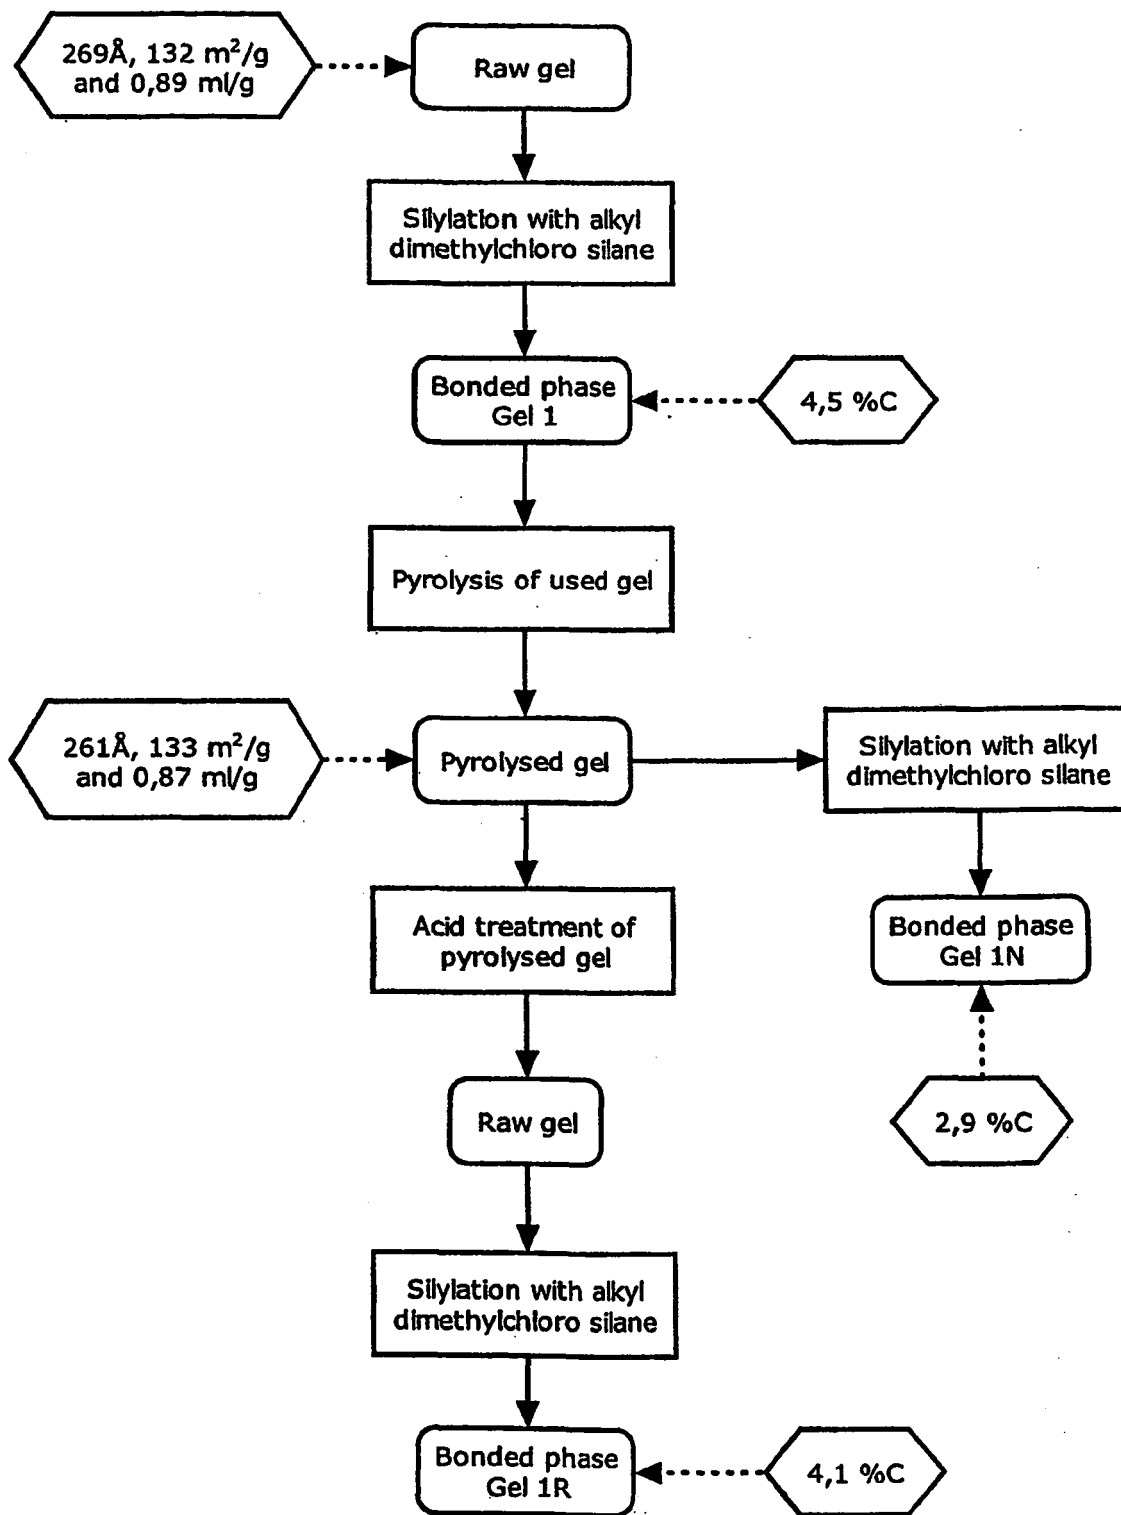 269Å, 132 m²/g
and 0,89 ml/g
Raw gel
Silylation with alkyl
dimethylchloro silane
Bonded phase
Gel 1
4,5 %C
Pyrolysis of used gel
261Å, 133 m²/g
and 0,87 ml/g
Pyrolysed gel
Silylation with alkyl
dimethylchloro silane
Acid treatment of
pyrolysed gel
Bonded phase
Gel 1N
Raw gel
2,9 %C
Silylation with alkyl
dimethylchloro silane
Bonded phase
Gel 1R
4,1 %C